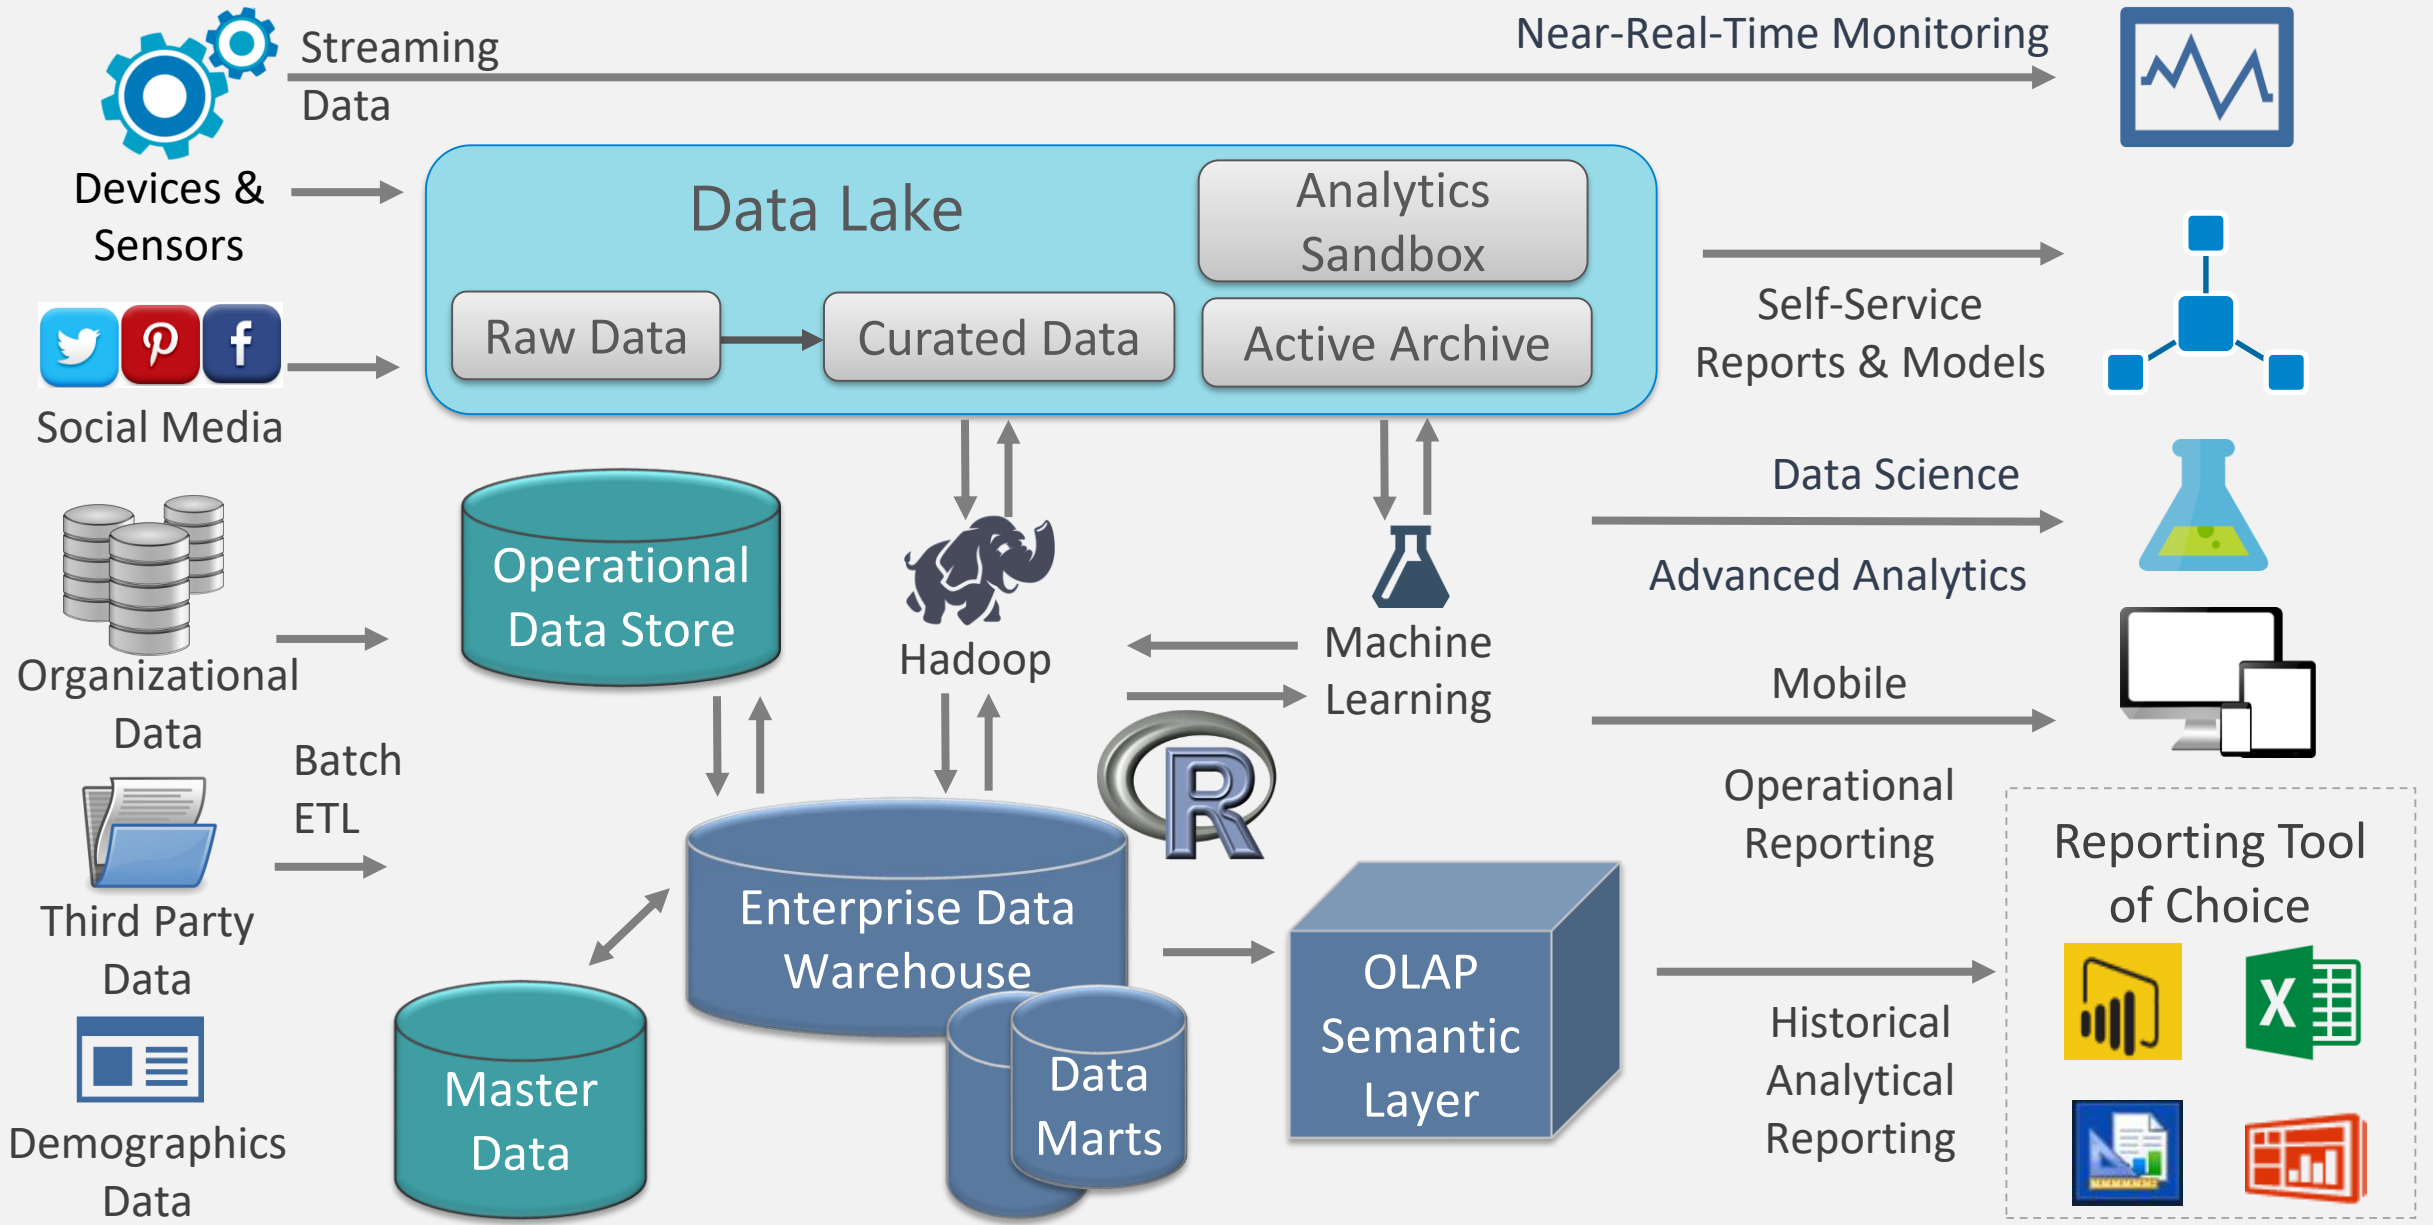 Streaming
Data
Near-Real-Time Monitoring
Devices &
Sensors
Data Lake
Analytics
Sandbox
Raw Data
Curated Data
Active Archive
Self-Service
Reports & Models
Social Media
Operational
Data Store
Hadoop
Machine
Learning
Data Science
Advanced Analytics
Organizational
Data
Mobile
Operational
Reporting
Batch
ETL
R
Third Party
Data
Enterprise Data
Warehouse
OLAP
Semantic
Layer
Reporting Tool
of Choice
X
Historical
Analytical
Reporting
Master
Data
Data
Marts
Demographics
Data